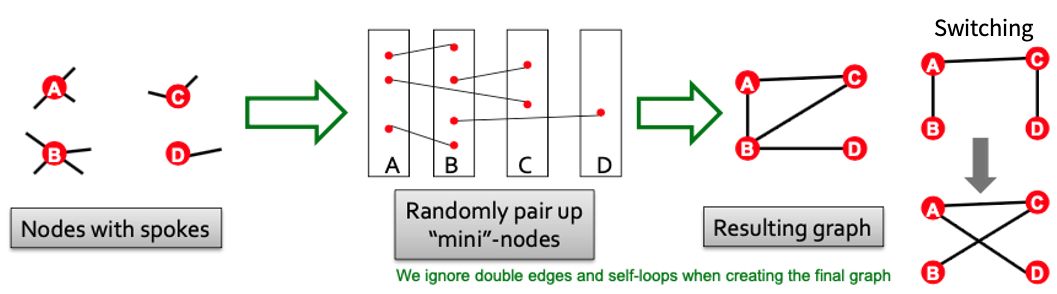 Switching
A
C
B
D
Nodes with spokes
A
B
C
D
Randomly pair up
"mini"-nodes
We ignore double edges and self-loops when creating the final graph
A
C
B
D
Resulting graph
A
C
B
D
A
C
B
D